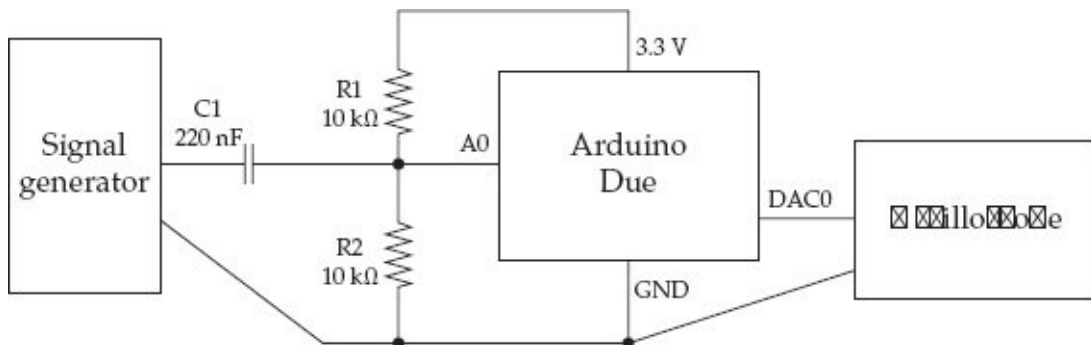 3.3 V
R1
10 kΩ
C1
220 nF
Signal
generator
A0
Arduino
Due
DAC0
R2
10 kΩ
GND